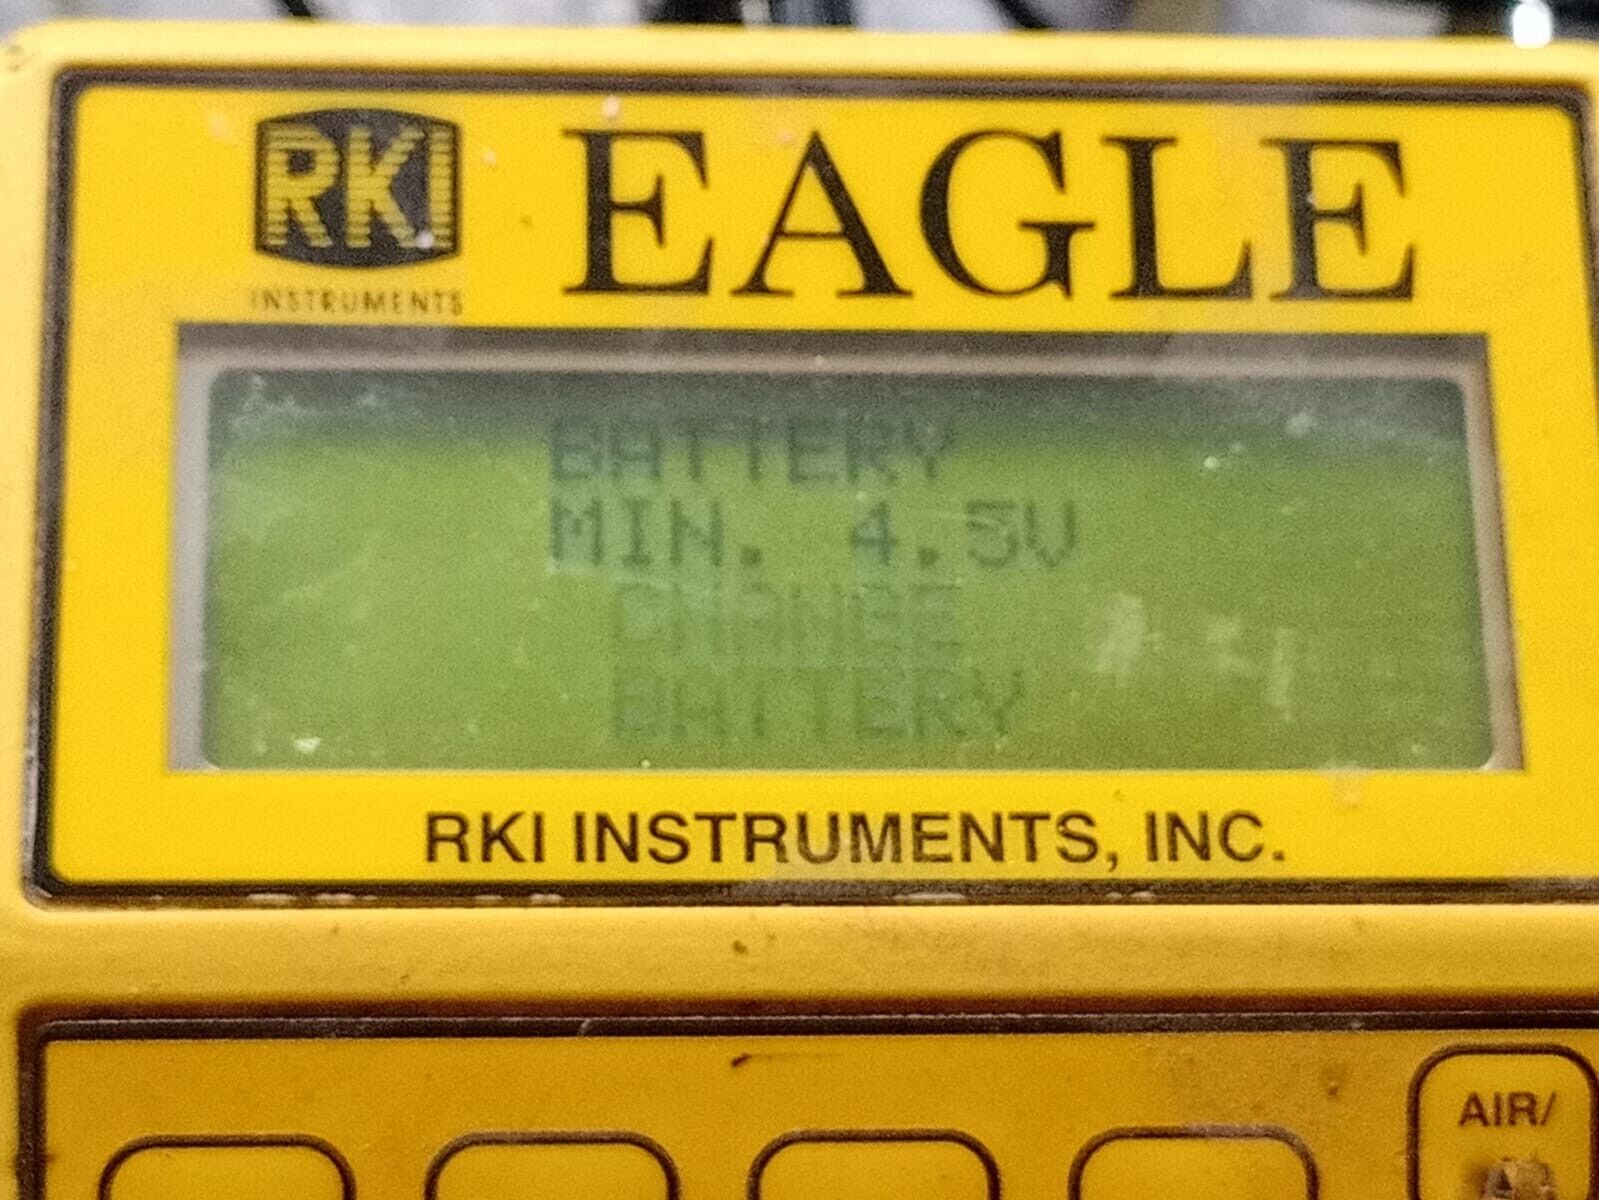 RKI
INSTRUMENTS
EAGLE
BATTERY
MIN. 4.5V
CHANGE
BATTERY
RKI INSTRUMENTS, INC.
AIR/